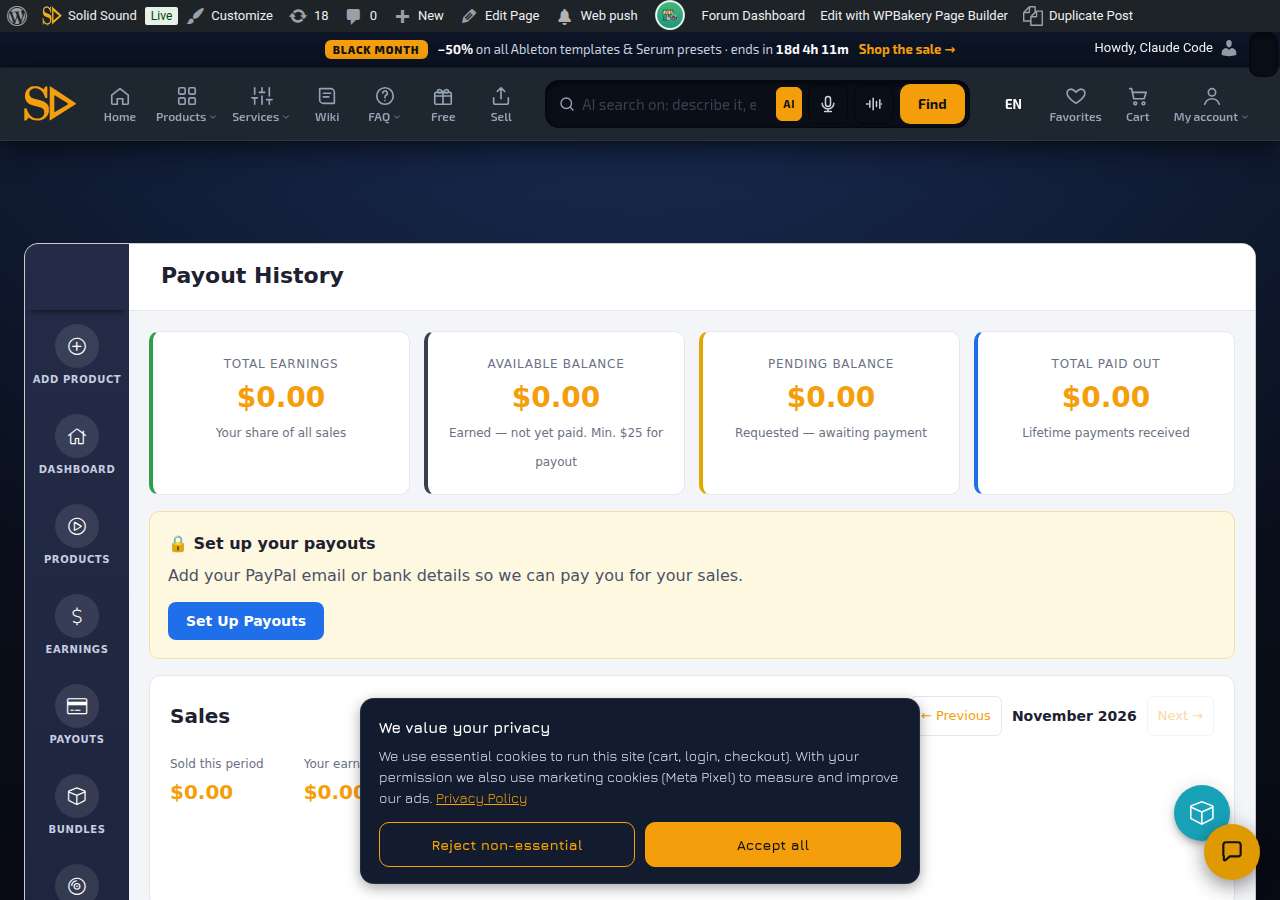 Solid Sound Live Customize 18 0 New Edit Page Web push Forum Dashboard Edit with WPBakery Page Builder Duplicate Post
BLACK MONTH −50% on all Ableton templates & Serum presets · ends in 18d 4h 11m Shop the sale →
Howdy, Claude Code
Home Products Services Wiki FAQ Free Sell
AI search on: describe it, e
AI
Find
EN
Favorites Cart My account
Payout History
ADD PRODUCT
DASHBOARD
PRODUCTS
EARNINGS
PAYOUTS
BUNDLES
TOTAL EARNINGS
$0.00
Your share of all sales
AVAILABLE BALANCE
$0.00
Earned — not yet paid. Min. $25 for
payout
PENDING BALANCE
$0.00
Requested — awaiting payment
TOTAL PAID OUT
$0.00
Lifetime payments received
🔒 Set up your payouts
Add your PayPal email or bank details so we can pay you for your sales.
Set Up Payouts
Sales
← Previous November 2026 Next →
Sold this period
$0.00
Your earn
$0.00
We value your privacy
We use essential cookies to run this site (cart, login, checkout). With your
permission we also use marketing cookies (Meta Pixel) to measure and improve
our ads. Privacy Policy
Reject non-essential
Accept all